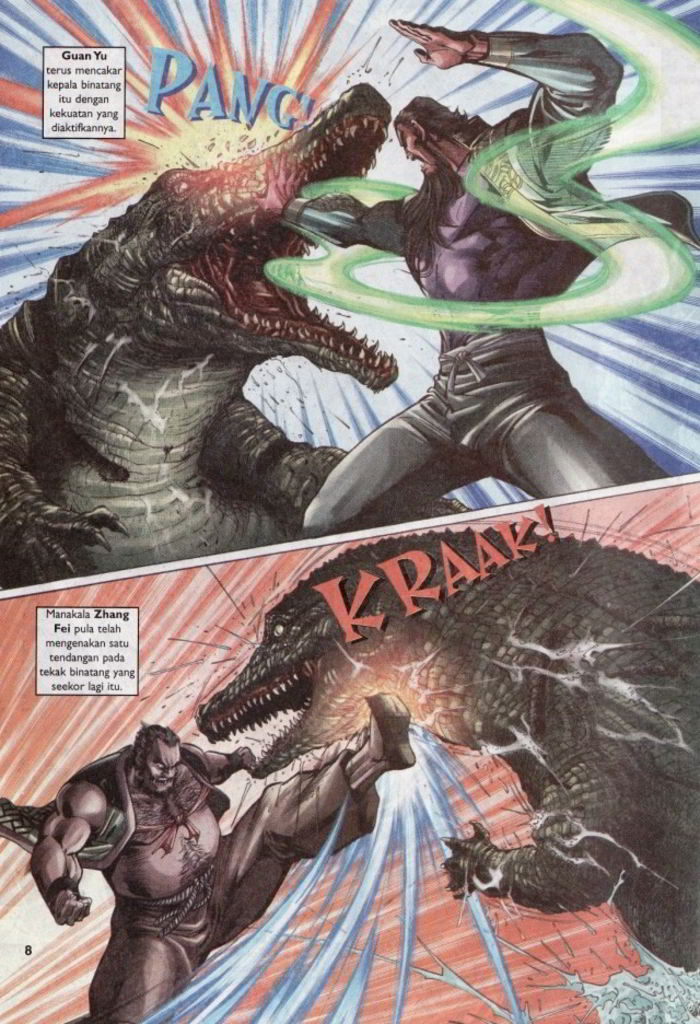 Guan Yu
terus mencakar
kepala binatang
itu dengan
kekuatan yang
diaktifkannya.
PANG!
KRAAK!
Manakala Zhang
Fei pula telah
mengenakan satu
tendangan pada
tekak binatang yang
seekor lagi itu.
8